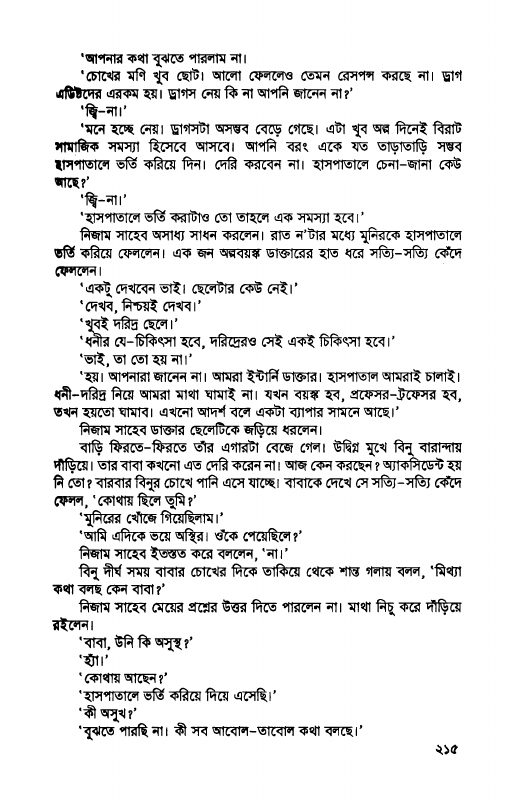 ‘আপনার কথা বুঝতে পারলাম না।
‘চোখের মণি খুব ছোট। আলো ফেললেও তেমন রেসপন্স করছে না। ড্রাগ
এডিক্টদের এরকম হয়। ড্রাগস নেয় কি না আপনি জানেন না?’
‘জ্বি–না।’
‘মনে হচ্ছে নেয়। ড্রাগসটা অসম্ভব বেড়ে গেছে। এটা খুব অল্প দিনেই বিরাট
সামাজিক সমস্যা হিসেবে আসবে। আপনি বরং একে যত তাড়াতাড়ি সম্ভব
হাসপাতালে ভর্তি করিয়ে দিন। দেরি করবেন না। হাসপাতালে চেনা–জানা কেউ
আছে?’
‘জ্বি–না।’
‘হাসপাতালে ভর্তি করাটাও তো তাহলে এক সমস্যা হবে।’
নিজাম সাহেব অসাধ্য সাধন করলেন। রাত ন’টার মধ্যে মুনিরকে হাসপাতালে
ভর্তি করিয়ে ফেললেন। এক জন অল্পবয়স্ক ডাক্তারের হাত ধরে সত্যি–সত্যি কেঁদে
ফেললেন।
‘একটু দেখবেন ভাই। ছেলেটার কেউ নেই।’
‘দেখব, নিশ্চয়ই দেখব।’
‘খুবই দরিদ্র ছেলে।’
‘ধনীর যে–চিকিৎসা হবে, দরিদ্রেরও সেই একই চিকিৎসা হবে।’
‘ভাই, তা তো হয় না।’
‘হয়। আপনারা জানেন না। আমরা ইন্টার্নি ডাক্তার। হাসপাতাল আমরাই চালাই।
ধনী–দরিদ্র নিয়ে আমরা মাথা ঘামাই না। যখন বয়স্ক হব, প্রফেসর–ট্রফেসর হব,
তখন হয়তো ঘামাব। এখনো আদর্শ বলে একটা ব্যাপার সামনে আছে।’
নিজাম সাহেব ডাক্তার ছেলেটিকে জড়িয়ে ধরলেন।
বাড়ি ফিরতে–ফিরতে তাঁর এগারটা বেজে গেল। উদ্বিগ্ন মুখে বিনু বারান্দায়
দাঁড়িয়ে। তার বাবা কখনো এত দেরি করেন না। আজ কেন করছেন? অ্যাকসিডেন্ট হয়
নি তো? বারবার বিনুর চোখে পানি এসে যাচ্ছে। বাবাকে দেখে সে সত্যি–সত্যি কেঁদে
ফেলল, ‘কোথায় ছিলে তুমি?’
‘মুনিরের খোঁজে গিয়েছিলাম।’
‘আমি এদিকে ভয়ে অস্থির। ওঁকে পেয়েছিলে?’
নিজাম সাহেব ইতস্তত করে বললেন, ‘না।’
বিনু দীর্ঘ সময় বাবার চোখের দিকে তাকিয়ে থেকে শান্ত গলায় বলল, ‘মিথ্যা
কথা বলছ কেন বাবা?’
নিজাম সাহেব মেয়ের প্রশ্নের উত্তর দিতে পারলেন না। মাথা নিচু করে দাঁড়িয়ে
রইলেন।
‘বাবা, উনি কি অসুস্থ?’
‘হ্যাঁ।’
‘কোথায় আছেন?’
‘হাসপাতালে ভর্তি করিয়ে দিয়ে এসেছি।’
‘কী অসুখ?’
‘বুঝতে পারছি না। কী সব আবোল–তাবোল কথা বলছে।’
২১৫